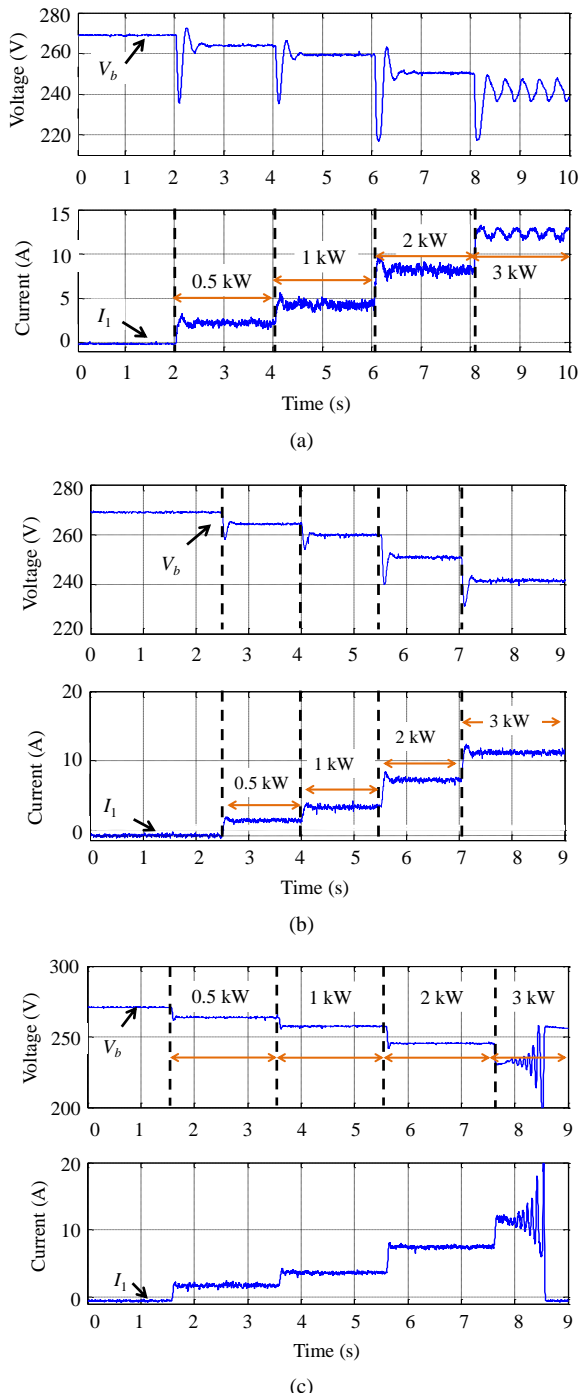 280
260
240
220
Voltage (V)
V_b
0 1 2 3 4 5 6 7 8 9 10
15
10
5
0
Current (A)
2 kW
1 kW
3 kW
0.5 kW
I_1
0 1 2 3 4 5 6 7 8 9 10
Time (s)
(a)
280
260
240
220
Voltage (V)
V_b
0 1 2 3 4 5 6 7 8 9
20
10
0
Current (A)
3 kW
2 kW
1 kW
0.5 kW
I_1
0 1 2 3 4 5 6 7 8 9
Time (s)
(b)
300
250
200
Voltage (V)
0.5 kW 1 kW 2 kW 3 kW
V_b
0 1 2 3 4 5 6 7 8 9
20
10
0
Current (A)
I_1
0 1 2 3 4 5 6 7 8 9
Time (s)
(c)